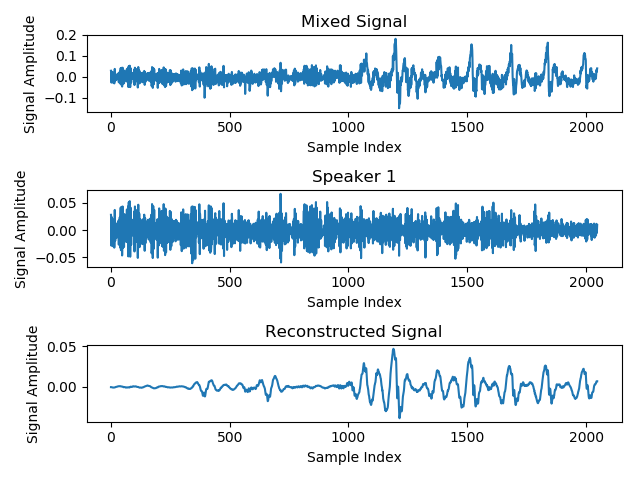 Mixed Signal
Signal Amplitude
0.2
0.1
0.0
−0.1
0 500 1000 1500 2000
Sample Index
Speaker 1
Signal Amplitude
0.05
0.00
−0.05
0 500 1000 1500 2000
Sample Index
Reconstructed Signal
Signal Amplitude
0.05
0.00
0 500 1000 1500 2000
Sample Index